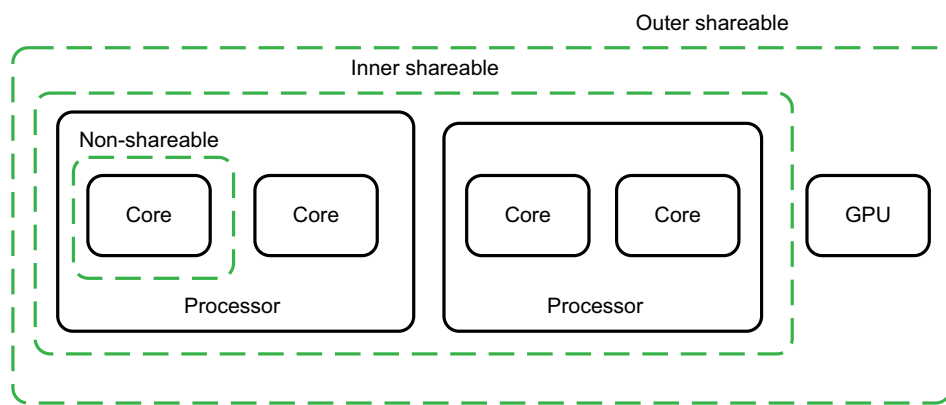 Outer shareable
Inner shareable
Non-shareable
Core
Core
Core
Core
GPU
Processor
Processor